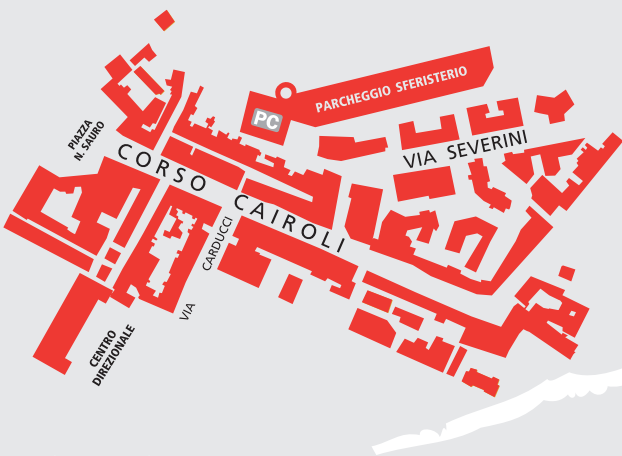 PARCHEGGIO SFERISTERIO
PC
PIAZZA
N. SAURO
VIA SEVERINI
CORSO CAIROLI
VIA CARDUCCI
CENTRO
DIREZIONALE